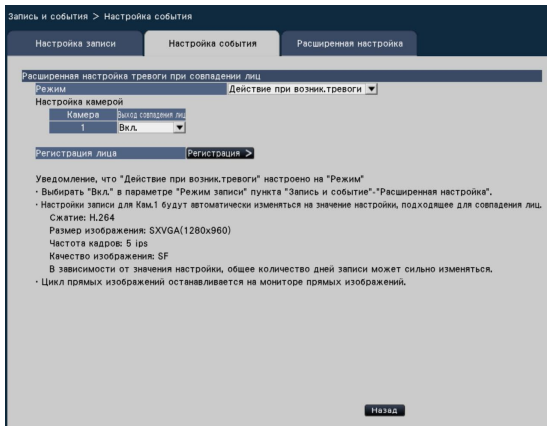 Запись и события > Настройка события
Настройка записи Настройка события Расширенная настройка
Расширенная настройка тревоги при совпадении лиц
Режим Действие при возник.тревоги
Настройка камерой
Камера Выход совпадения лиц
1 Вкл.
Регистрация лица Регистрация >
Уведомление, что "Действие при возник.тревоги" настроено на "Режим"
· Выбирать "Вкл." в параметре "Режим записи" пункта "Запись и событие"-"Расширенная настройка".
· Настройки записи для Кам.1 будут автоматически изменяться на значение настройки, подходящее для совпадения лиц.
Сжатие: H.264
Размер изображения: SXVGA(1280x960)
Частота кадров: 5 ips
Качество изображения: SF
В зависимости от значения настройки, общее количество дней записи может сильно изменяться.
· Цикл прямых изображений останавливается на мониторе прямых изображений.
Назад